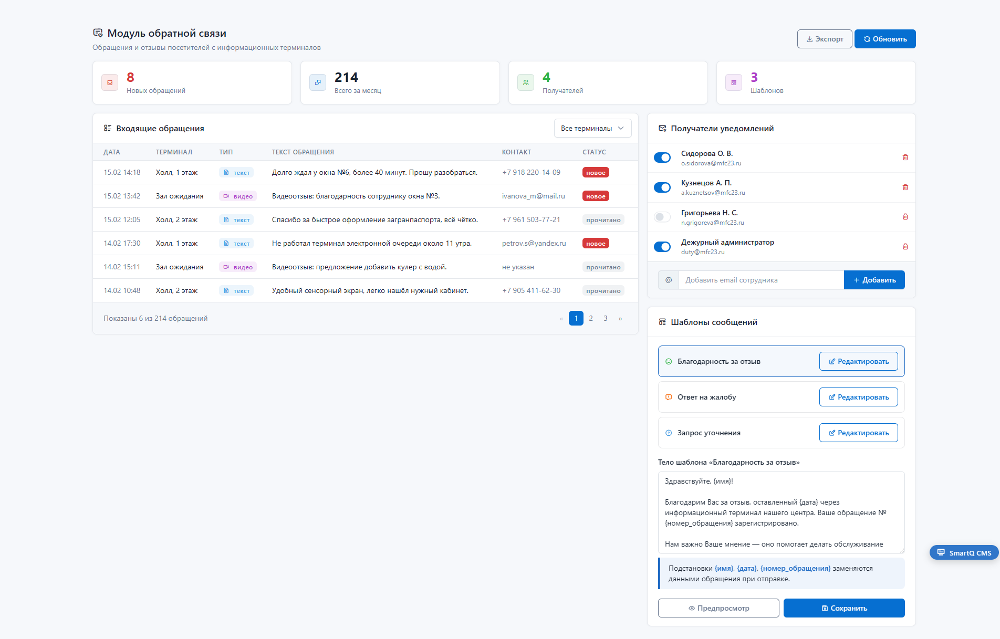 Модуль обратной связи
Обращения и отзывы посетителей с информационных терминалов
Экспорт
Обновить
8
Новых обращений
214
Всего за месяц
4
Получателей
3
Шаблонов
Входящие обращения
Все терминалы
ДАТА ТЕРМИНАЛ ТИП ТЕКСТ ОБРАЩЕНИЯ КОНТАКТ СТАТУС
15.02 14:18 Холл, 1 этаж текст Долго ждал у окна №6, более 40 минут. Прошу разобраться. +7 918 220-14-09 новое
15.02 13:42 Зал ожидания видео Видеоотзыв: благодарность сотруднику окна №3. ivanova_m@mail.ru новое
15.02 12:05 Холл, 2 этаж текст Спасибо за быстрое оформление загранпаспорта, всё чётко. +7 961 503-77-21 прочитано
14.02 17:30 Холл, 1 этаж текст Не работал терминал электронной очереди около 11 утра. petrov.s@yandex.ru новое
14.02 15:11 Зал ожидания видео Видеоотзыв: предложение добавить кулер с водой. не указан прочитано
14.02 10:48 Холл, 2 этаж текст Удобный сенсорный экран, легко нашёл нужный кабинет. +7 905 411-62-30 прочитано
Показаны 6 из 214 обращений
« 1 2 3 »
Получатели уведомлений
Сидорова О. В.
o.sidorova@mfc23.ru
Кузнецов А. П.
a.kuznetsov@mfc23.ru
Григорьева Н. С.
n.grigoreva@mfc23.ru
Дежурный администратор
duty@mfc23.ru
@ Добавить email сотрудника + Добавить
Шаблоны сообщений
Благодарность за отзыв Редактировать
Ответ на жалобу Редактировать
Запрос уточнения Редактировать
Тело шаблона «Благодарность за отзыв»
Здравствуйте, {имя}!
Благодарим Вас за отзыв, оставленный {дата} через
информационный терминал нашего центра. Ваше обращение №
{номер_обращения} зарегистрировано.
Нам важно Ваше мнение — оно помогает делать обслуживание
Подстановки {имя}, {дата}, {номер_обращения} заменяются
данными обращения при отправке.
Предпросмотр
Сохранить
SmartQ CMS